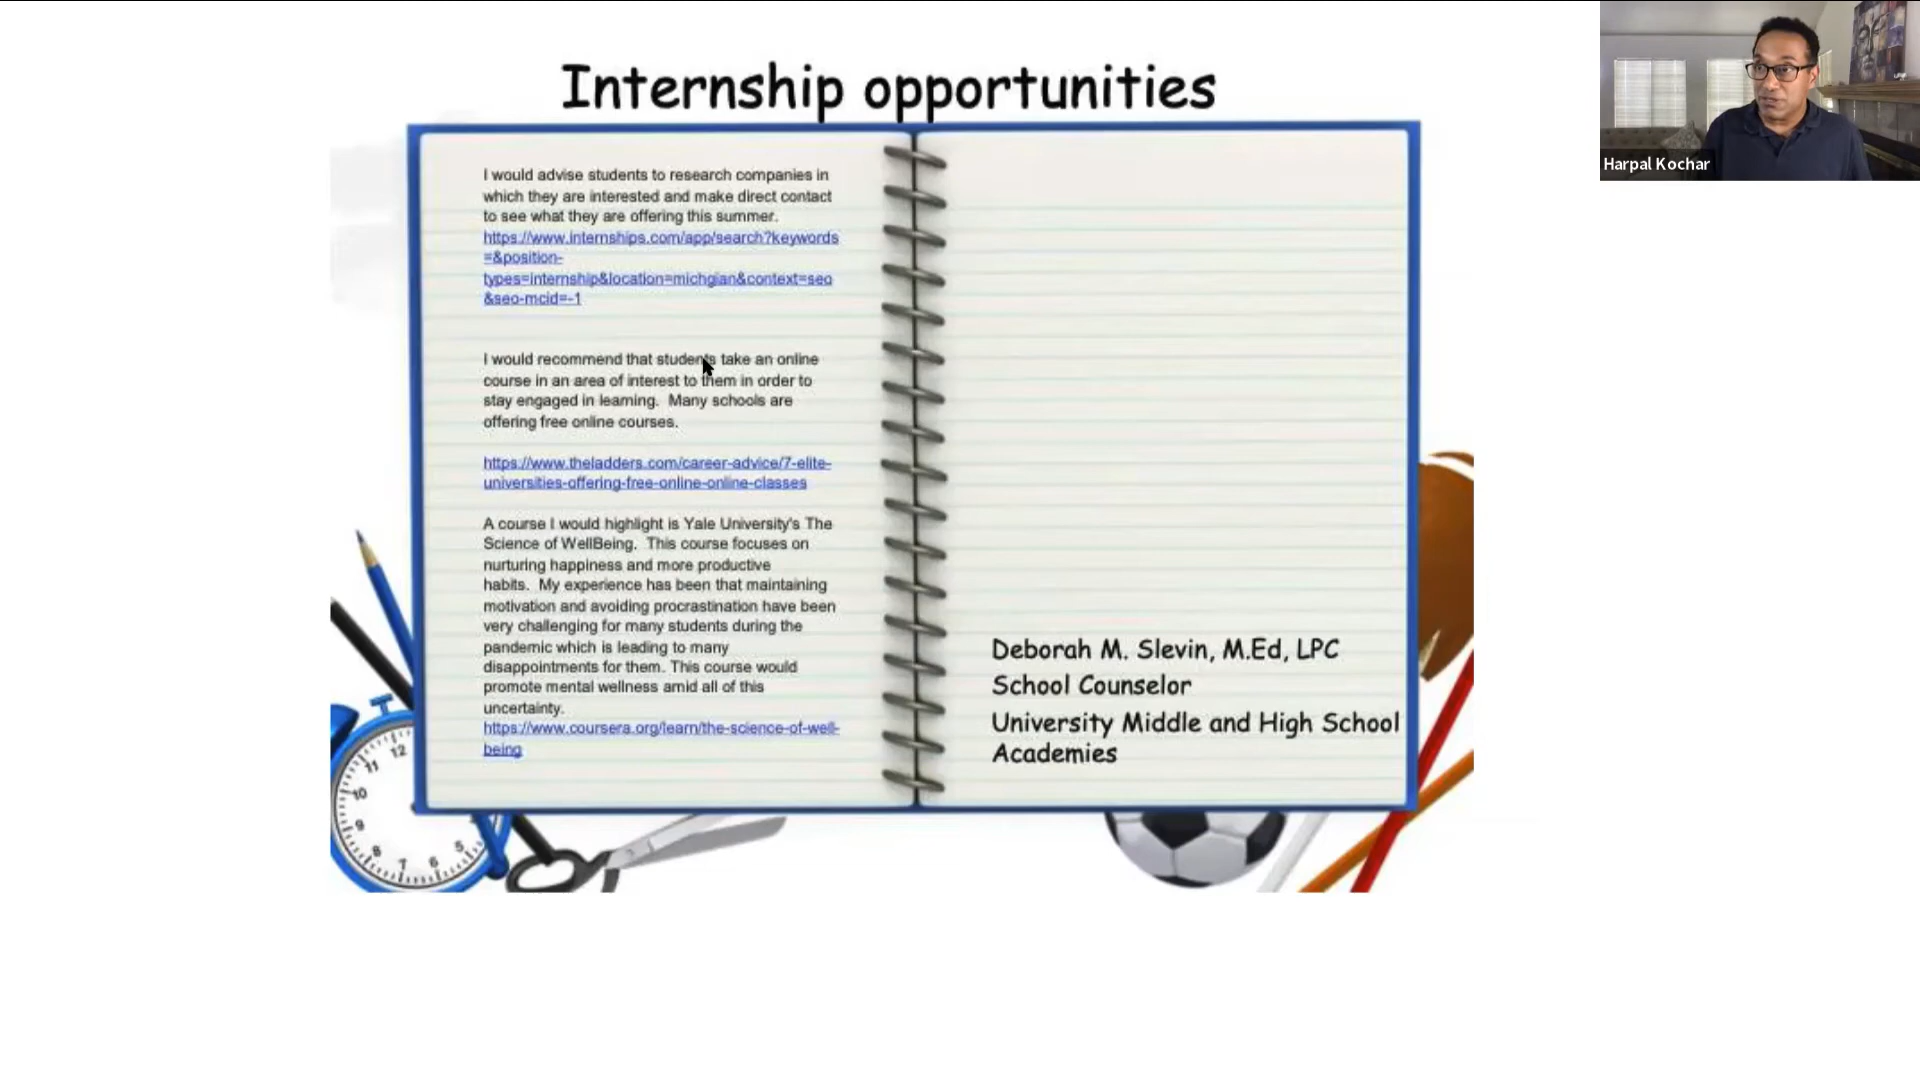 Internship opportunities
Harpal Kochar
I would advise students to research companies in
which they are interested and make direct contact
to see what they are offering this summer.
https://www.internships.com/app/search?keywords
=&position-
types=internship&location=michgian&context=seo
&seo-mcid=-1
I would recommend that students take an online
course in an area of interest to them in order to
stay engaged in learning. Many schools are
offering free online courses.
https://www.theladders.com/career-advice/7-elite-
universities-offering-free-online-online-classes
A course I would highlight is Yale University's The
Science of WellBeing. This course focuses on
nurturing happiness and more productive
habits. My experience has been that maintaining
motivation and avoiding procrastination have been
very challenging for many students during the
pandemic which is leading to many
disappointments for them. This course would
promote mental wellness amid all of this
uncertainty.
https://www.coursera.org/learn/the-science-of-well-
being
Deborah M. Slevin, M.Ed, LPC
School Counselor
University Middle and High School
Academies
12
11
10
9
8
7
6
5